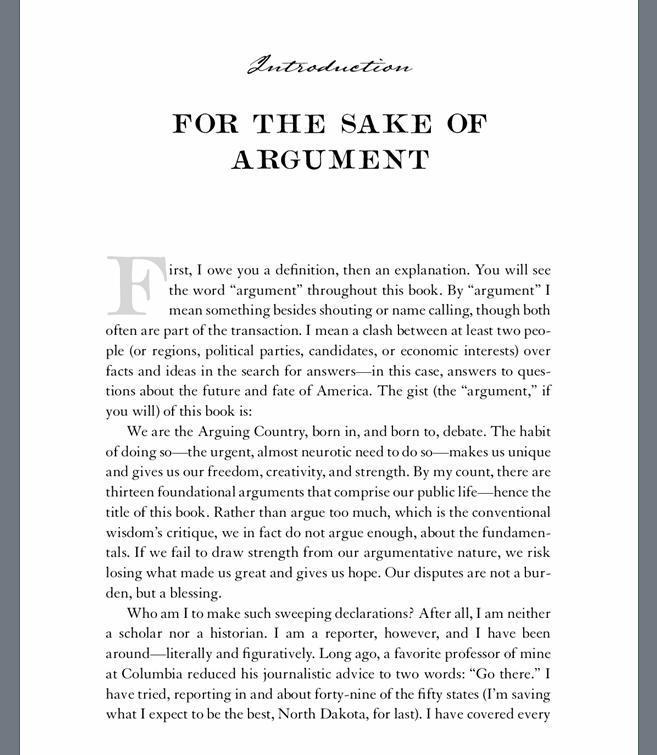 Introduction
FOR THE SAKE OF
ARGUMENT
First, I owe you a definition, then an explanation. You will see
the word “argument” throughout this book. By “argument” I
mean something besides shouting or name calling, though both
often are part of the transaction. I mean a clash between at least two peo-
ple (or regions, political parties, candidates, or economic interests) over
facts and ideas in the search for answers—in this case, answers to ques-
tions about the future and fate of America. The gist (the “argument,” if
you will) of this book is:
We are the Arguing Country, born in, and born to, debate. The habit
of doing so—the urgent, almost neurotic need to do so—makes us unique
and gives us our freedom, creativity, and strength. By my count, there are
thirteen foundational arguments that comprise our public life—hence the
title of this book. Rather than argue too much, which is the conventional
wisdom’s critique, we in fact do not argue enough, about the fundamen-
tals. If we fail to draw strength from our argumentative nature, we risk
losing what made us great and gives us hope. Our disputes are not a bur-
den, but a blessing.
Who am I to make such sweeping declarations? After all, I am neither
a scholar nor a historian. I am a reporter, however, and I have been
around—literally and figuratively. Long ago, a favorite professor of mine
at Columbia reduced his journalistic advice to two words: “Go there.” I
have tried, reporting in and about forty-nine of the fifty states (I’m saving
what I expect to be the best, North Dakota, for last). I have covered every